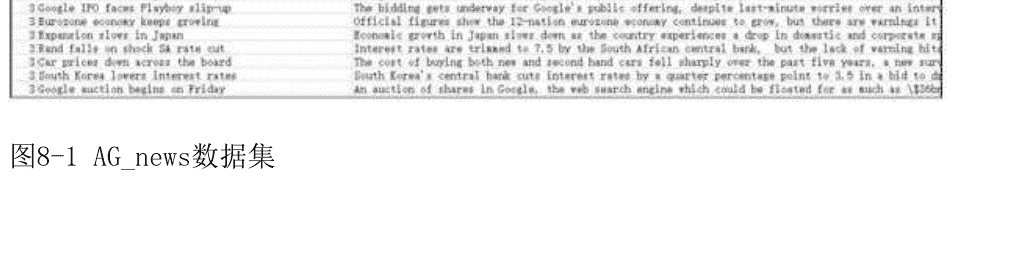 3 Google IPO faces Playboy slip-up The bidding gets underway for Google's public offering, despite last-minute worries over an interv
3 Eurozone economy keeps growing Official figures show the 12-nation eurozone economy continues to grow, but there are warnings it
3 Expansion slows in Japan Economic growth in Japan slows down as the country experiences a drop in domestic and corporate sp
3 Rand falls on shock SA rate cut Interest rates are trimmed to 7.5 by the South African central bank, but the lack of warning hits
3 Car prices down across the board The cost of buying both new and second hand cars fell sharply over the past five years, a new surv
3 South Korea lowers interest rates South Korea's central bank cuts interest rates by a quarter percentage point to 3.5 in a bid to dr
3 Google auction begins on Friday An auction of shares in Google, the web search engine which could be floated for as much as \$36bn
图8-1 AG_news数据集